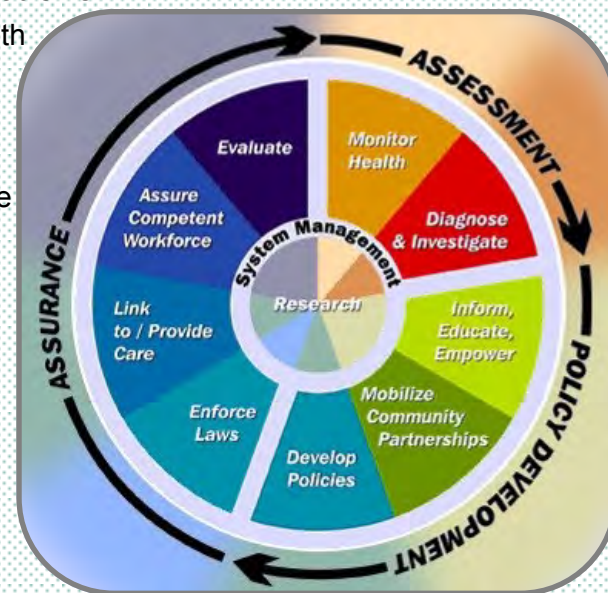 th
e
ASSESSMENT
POLICY DEVELOPMENT
ASSURANCE
Monitor
Health
Diagnose
& Investigate
Inform,
Educate,
Empower
Mobilize
Community
Partnerships
Develop
Policies
Enforce
Laws
Link
to / Provide
Care
Assure
Competent
Workforce
Evaluate
System Management
Research